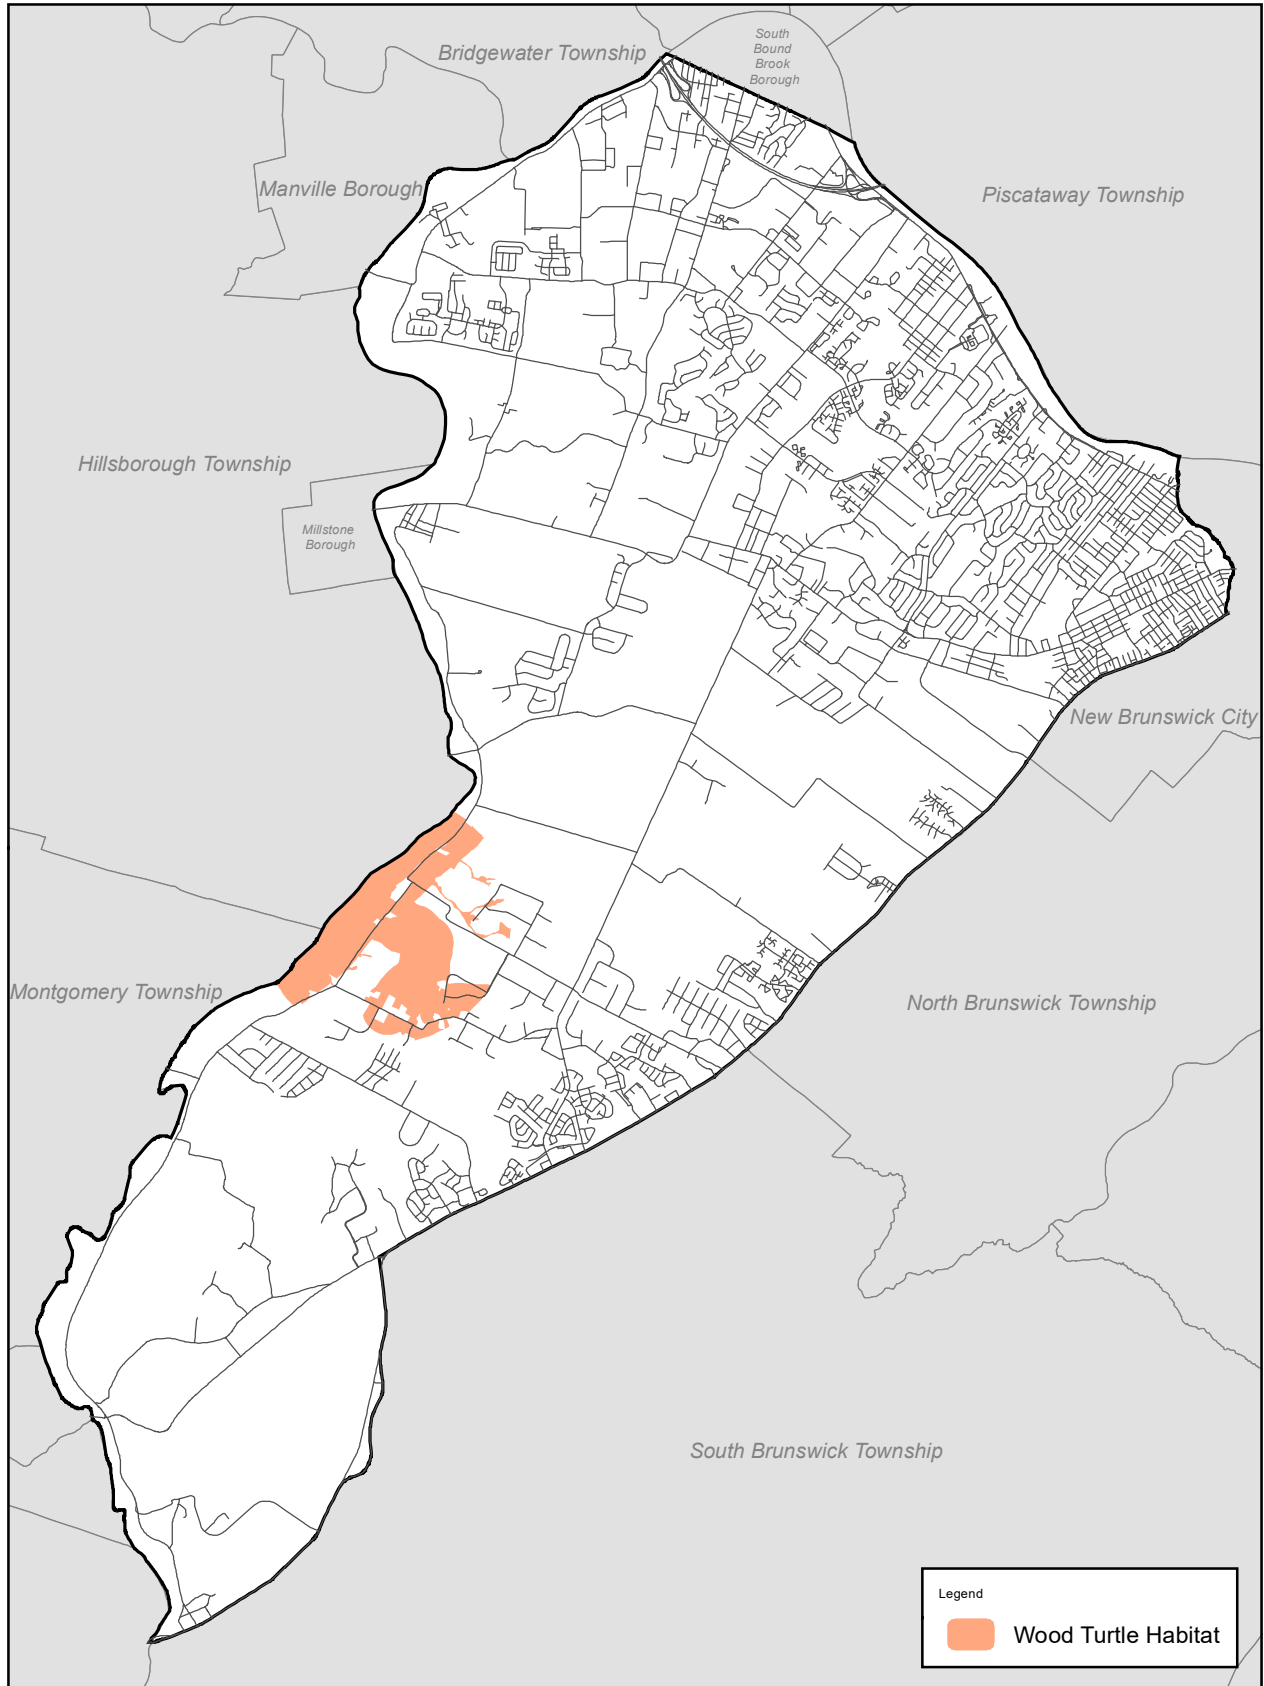 Bridgewater Township
South
Bound
Brook
Borough
Manville Borough
Piscataway Township
Hillsborough Township
Millstone
Borough
New Brunswick City
Montgomery Township
North Brunswick Township
South Brunswick Township
Legend
Wood Turtle Habitat